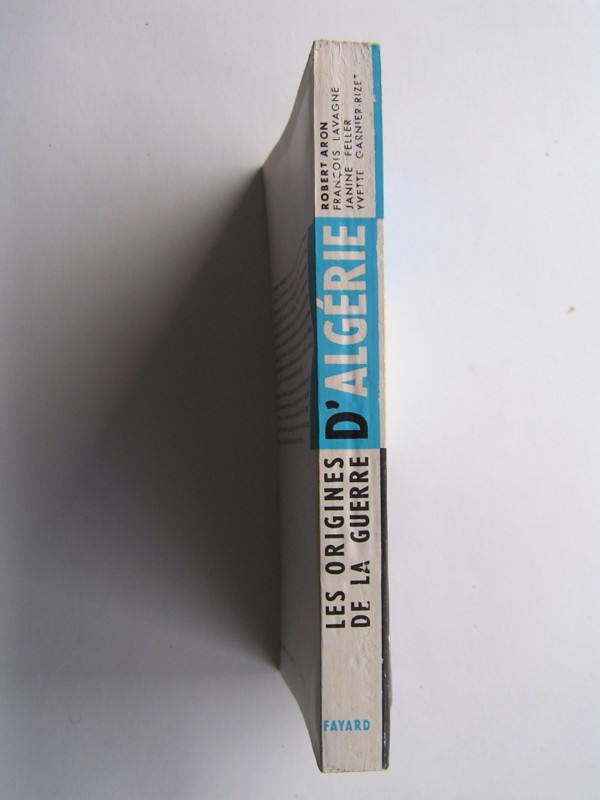 ROBERT ARON
FRANÇOIS LAVAGNE
JANINE FELLER
YVETTE GARNIER-RIZET
LES ORIGINES
DE LA GUERRE
D'ALGÉRIE
FAYARD